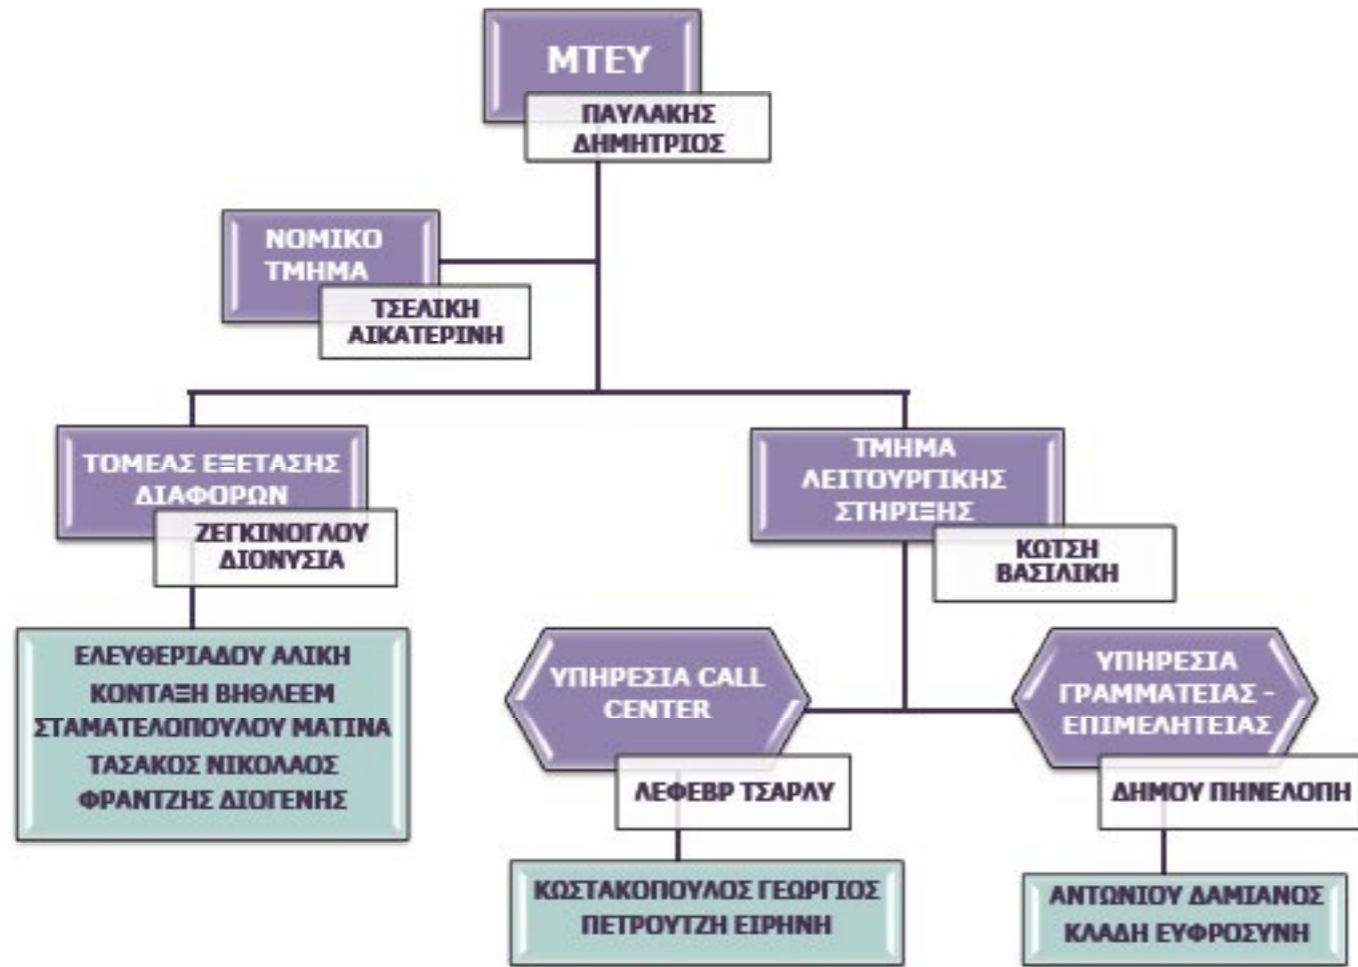 ΜΤΕΥ
ΠΑΥΛΑΚΗΣ
ΔΗΜΗΤΡΙΟΣ
ΝΟΜΙΚΟ
ΤΜΗΜΑ
ΤΣΕΛΙΚΗ
ΑΙΚΑΤΕΡΙΝΗ
ΤΟΜΕΑΣ ΕΞΕΤΑΣΗΣ
ΔΙΑΦΟΡΩΝ
ΖΕΓΚΙΝΟΓΛΟΥ
ΔΙΟΝΥΣΙΑ
ΕΛΕΥΘΕΡΙΑΔΟΥ ΑΛΙΚΗ
ΚΟΝΤΑΞΗ ΒΗΘΛΕΕΜ
ΣΤΑΜΑΤΕΛΟΠΟΥΛΟΥ ΜΑΤΙΝΑ
ΤΑΣΑΚΟΣ ΝΙΚΟΛΑΟΣ
ΦΡΑΝΤΖΗΣ ΔΙΟΓΕΝΗΣ
ΤΜΗΜΑ
ΛΕΙΤΟΥΡΓΙΚΗΣ
ΣΤΗΡΙΞΗΣ
ΚΩΤΣΗ
ΒΑΣΙΛΙΚΗ
ΥΠΗΡΕΣΙΑ CALL
CENTER
ΛΕΦΕΒΡ ΤΣΑΡΛΥ
ΚΩΣΤΑΚΟΠΟΥΛΟΣ ΓΕΩΡΓΙΟΣ
ΠΕΤΡΟΥΤΖΗ ΕΙΡΗΝΗ
ΥΠΗΡΕΣΙΑ
ΓΡΑΜΜΑΤΕΙΑΣ -
ΕΠΙΜΕΛΗΤΕΙΑΣ
ΔΗΜΟΥ ΠΗΝΕΛΟΠΗ
ΑΝΤΩΝΙΟΥ ΔΑΜΙΑΝΟΣ
ΚΛΑΔΗ ΕΥΦΡΟΣΥΝΗ